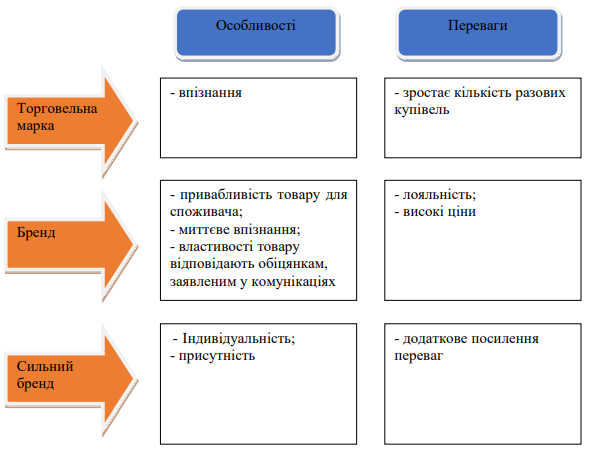 Особливості
Переваги
Торговельна
марка
- впізнання
- зростає кількість разових
купівель
Бренд
- привабливість товару для
споживача;
- миттєве впізнання;
- властивості товару
відповідають обіцянкам,
заявленим у комунікаціях
- лояльність;
- високі ціни
Сильний
бренд
- Індивідуальність;
- присутність
- додаткове посилення
переваг